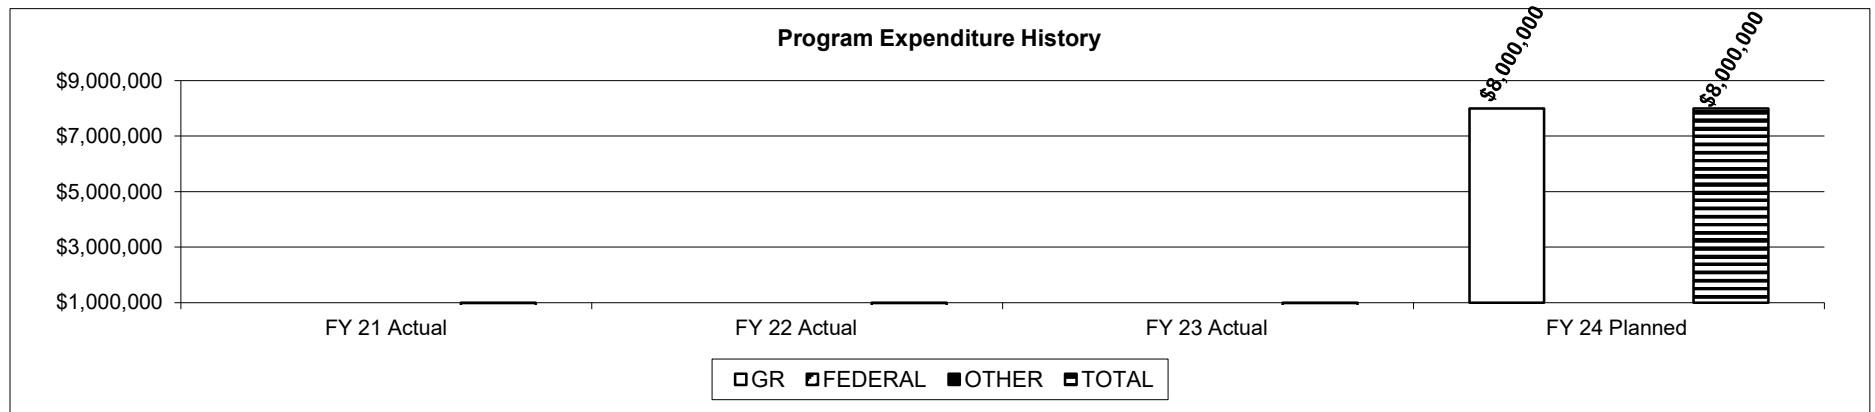 Program Expenditure History
$8,000,000 $8,000,000
$9,000,000
$7,000,000
$5,000,000
$3,000,000
$1,000,000
FY 21 Actual FY 22 Actual FY 23 Actual FY 24 Planned
GR FEDERAL OTHER TOTAL